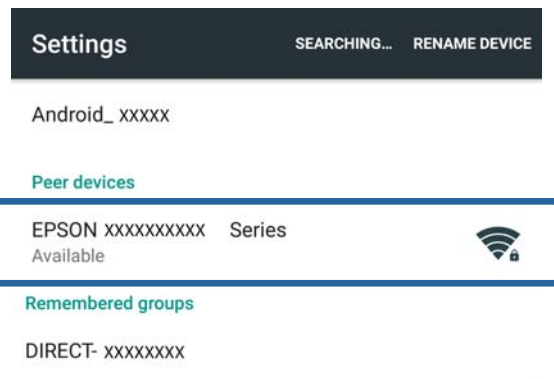 Settings SEARCHING... RENAME DEVICE
Android_ xxxxx
Peer devices
EPSON xxxxxxxxxx Series
Available
Remembered groups
DIRECT- xxxxxxxx